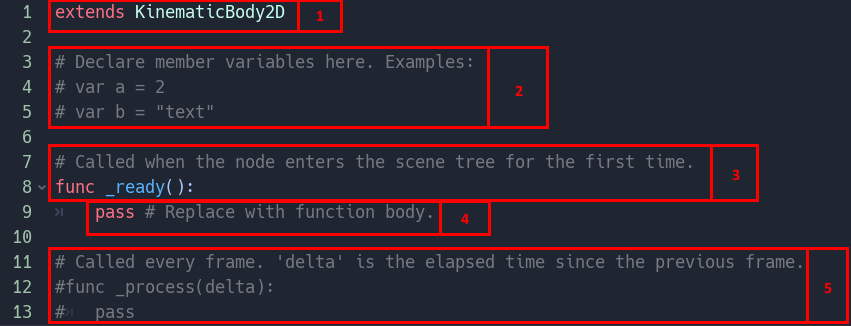 1 extends KinematicBody2D 1
2
3 # Declare member variables here. Examples:
4 # var a = 2 2
5 # var b = "text"
6
7 # Called when the node enters the scene tree for the first time. 3
8 func _ready():
9 pass # Replace with function body. 4
10
11 # Called every frame. 'delta' is the elapsed time since the previous frame.
12 #func _process(delta): 5
13 # pass